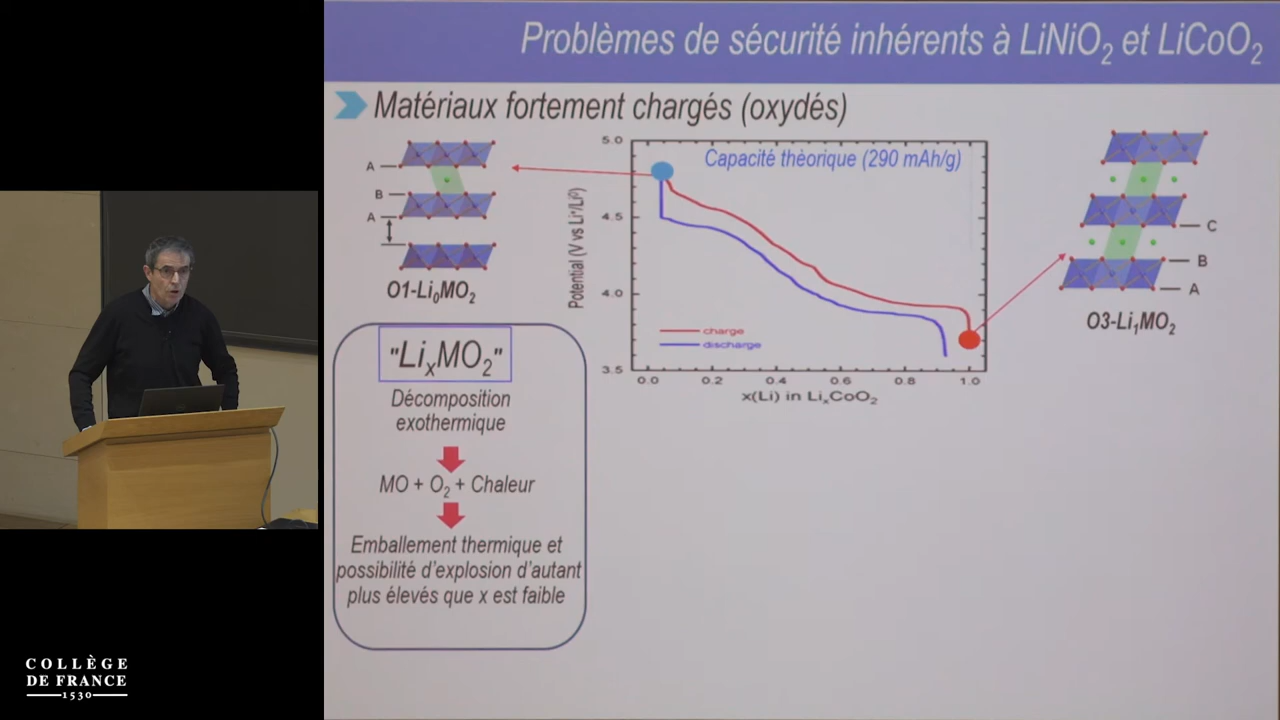 Problèmes de sécurité inhérents à LiNiO₂ et LiCoO₂
Matériaux fortement chargés (oxydés)
A
B
A
O1-Li₀MO₂
5.0
4.5
4.0
3.5
Potential (V vs Li⁺/Li⁰)
Capacité thèorique (290 mAh/g)
charge
discharge
0.0 0.2 0.4 0.6 0.8 1.0
x(Li) in LiₓCoO₂
C
B
A
O3-Li₁MO₂
"LiₓMO₂"
Décomposition
exothermique
MO + O₂ + Chaleur
Emballement thermique et
possibilité d'explosion d'autant
plus élevés que x est faible
COLLÈGE
DE FRANCE
1530